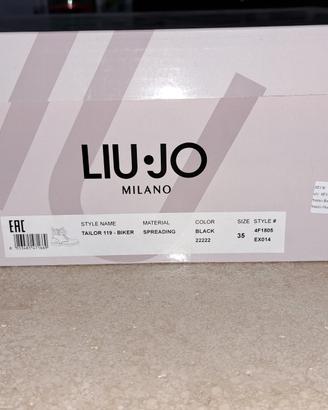 LIU·JO
MILANO
EAC
STYLE NAME MATERIAL COLOR SIZE STYLE #
TAILOR 119 - BIKER SPREADING BLACK 35 4F1805
22222 EX014